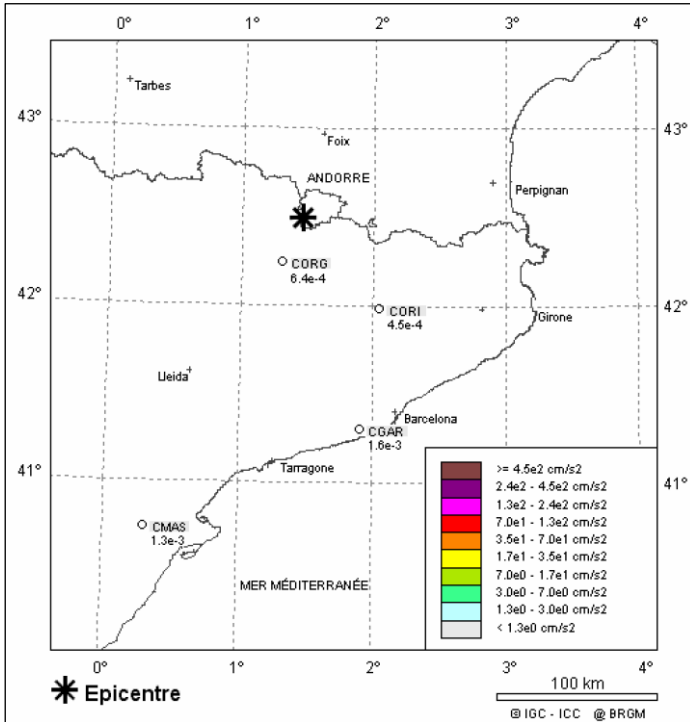 0° 1° 2° 3° 4°
Tarbes
43° 43°
Foix
ANDORRE
Perpignan
CORG
6.4e-4
42° 42°
CORI
4.5e-4
Girone
Lleida
Barcelona
CGAR
1.6e-3
Tarragone
41° 41°
>= 4.5e2 cm/s2
2.4e2 - 4.5e2 cm/s2
1.3e2 - 2.4e2 cm/s2
7.0e1 - 1.3e2 cm/s2
3.5e1 - 7.0e1 cm/s2
1.7e1 - 3.5e1 cm/s2
7.0e0 - 1.7e1 cm/s2
3.0e0 - 7.0e0 cm/s2
1.3e0 - 3.0e0 cm/s2
< 1.3e0 cm/s2
CMAS
1.3e-3
MER MÉDITERRANÉE
0° 1° 2° 3° 4°
Epicentre
100 km
© IGC - ICC @ BRGM